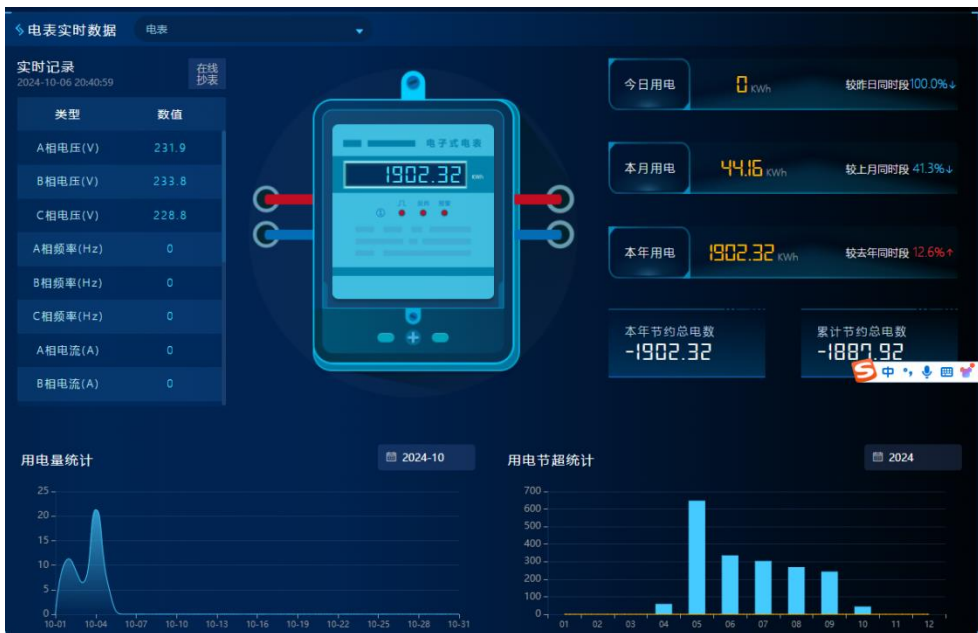 电表实时数据 电表
实时记录
2024-10-06 20:40:59
在线
抄表
类型 数值
A相电压(V) 231.9
B相电压(V) 233.8
C相电压(V) 228.8
A相频率(Hz) 0
B相频率(Hz) 0
C相频率(Hz) 0
A相电流(A) 0
B相电流(A) 0
电子式电表
1902.32
今日用电 0 KWh 较昨日同时段100.0%↓
本月用电 44.16 KWh 较上月同时段 41.3%↓
本年用电 1902.32 KWh 较去年同时段 12.6%↑
本年节约总电数
-1902.32
累计节约总电数
-1887.92
中
用电量统计 2024-10
25
20
15
10
5
0
10-01 10-04 10-07 10-10 10-13 10-16 10-19 10-22 10-25 10-28 10-31
用电节超统计 2024
700
600
500
400
300
200
100
0
01 02 03 04 05 06 07 08 09 10 11 12